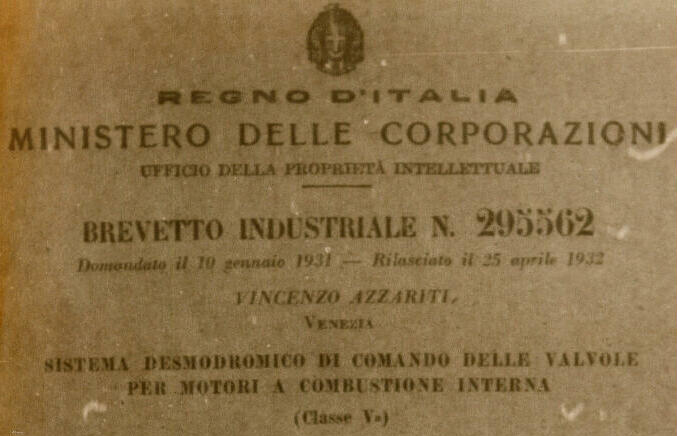 REGNO D'ITALIA
MINISTERO DELLE CORPORAZIONI
UFFICIO DELLA PROPRIETÀ INTELLETTUALE
BREVETTO INDUSTRIALE N. 295562
Domandato il 10 gennaio 1931 — Rilasciato il 25 aprile 1932
VINCENZO AZZARITI,
VENEZIA
SISTEMA DESMODROMICO DI COMANDO DELLE VALVOLE
PER MOTORI A COMBUSTIONE INTERNA
(Classe Vª)